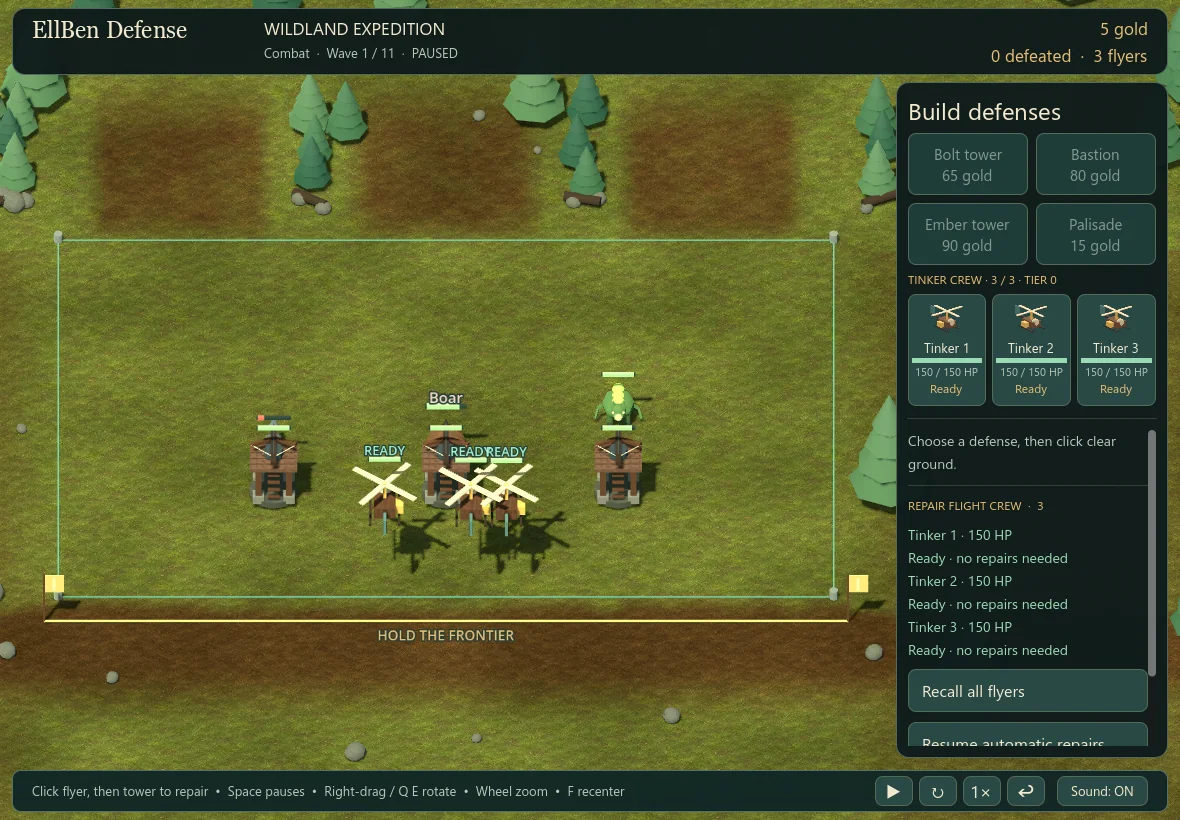 EllBen Defense
WILDLAND EXPEDITION
Combat · Wave 1 / 11 · PAUSED
5 gold
0 defeated · 3 flyers
Build defenses
Bolt tower
65 gold
Bastion
80 gold
Ember tower
90 gold
Palisade
15 gold
TINKER CREW · 3 / 3 · TIER 0
Tinker 1
150 / 150 HP
Ready
Tinker 2
150 / 150 HP
Ready
Tinker 3
150 / 150 HP
Ready
Choose a defense, then click clear
ground.
REPAIR FLIGHT CREW · 3
Tinker 1 · 150 HP
Ready · no repairs needed
Tinker 2 · 150 HP
Ready · no repairs needed
Tinker 3 · 150 HP
Ready · no repairs needed
Recall all flyers
Resume automatic repairs
Boar
READY
READY
READY
HOLD THE FRONTIER
Click flyer, then tower to repair • Space pauses • Right-drag / Q E rotate • Wheel zoom • F recenter
1×
Sound: ON